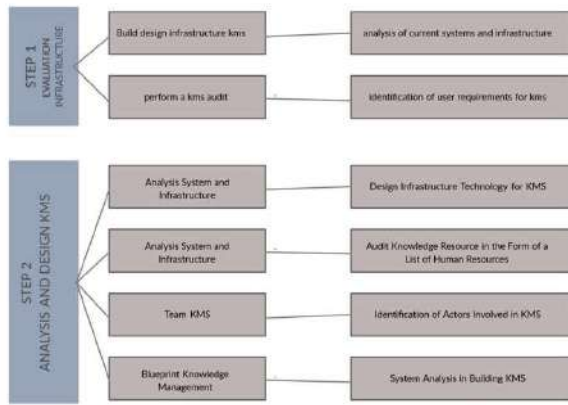 STEP 1
EVALUATION
INFRASTRUCTURE
Build design infrastructure kms
analysis of current systems and infrastructure
perform a kms audit
identification of user requirements for kms
STEP 2
ANALYSIS AND DESIGN KMS
Analysis System and
Infrastructure
Design Infrastructure Technology for KMS
Analysis System and
Infrastructure
Audit Knowledge Resource in the Form of a
List of Human Resources
Team KMS
Identification of Actors Involved in KMS
Blueprint Knowledge
Management
System Analysis in Building KMS